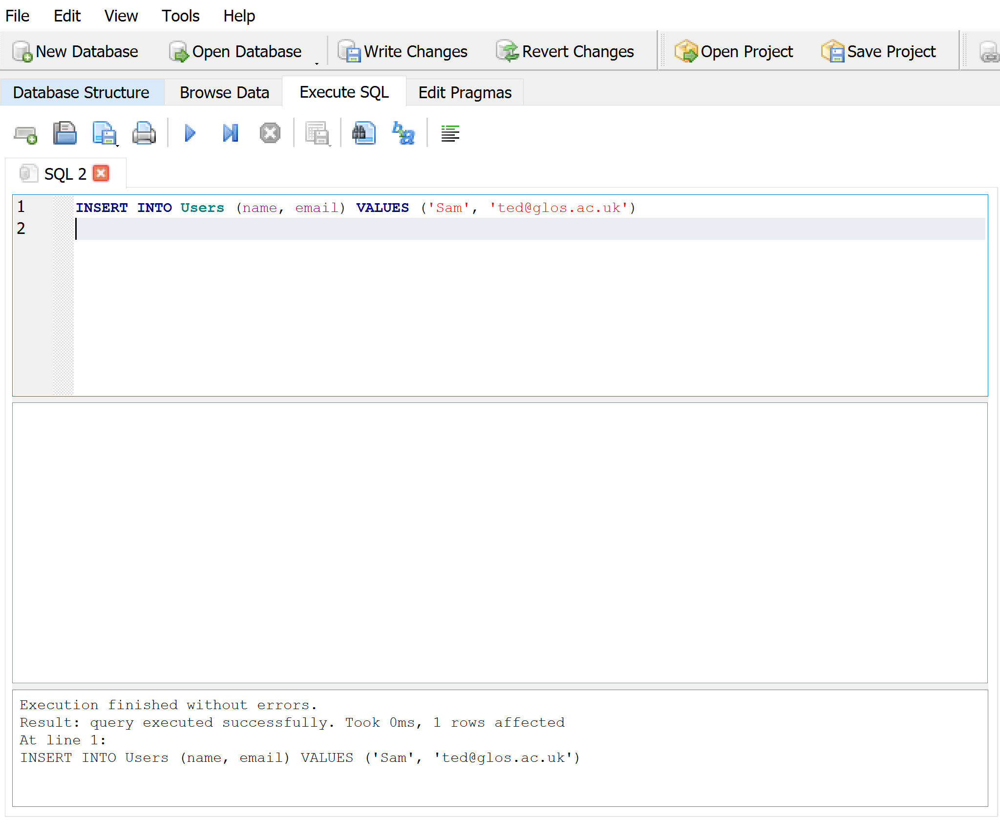 File Edit View Tools Help
New Database Open Database Write Changes Revert Changes Open Project Save Project
Database Structure Browse Data Execute SQL Edit Pragmas
SQL 2
1 INSERT INTO Users (name, email) VALUES ('Sam', 'ted@glos.ac.uk')
2
Execution finished without errors.
Result: query executed successfully. Took 0ms, 1 rows affected
At line 1:
INSERT INTO Users (name, email) VALUES ('Sam', 'ted@glos.ac.uk')